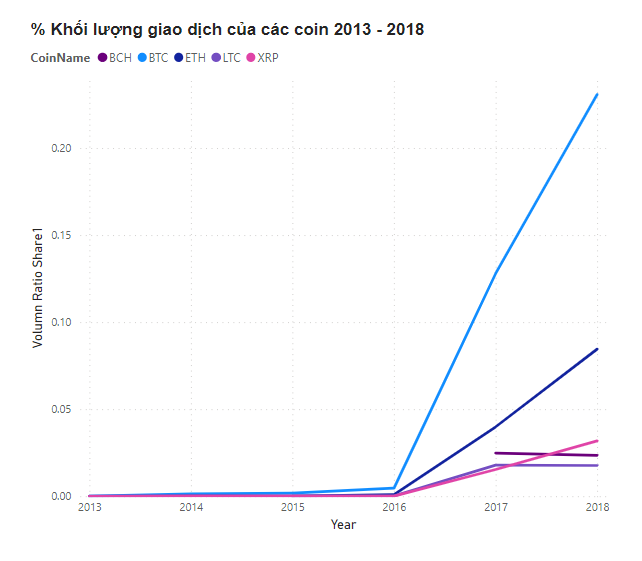 % Khối lượng giao dịch của các coin 2013 - 2018
CoinName BCH BTC ETH LTC XRP
0.20
0.15
0.10
0.05
0.00
Volumn Ratio Share1
2013 2014 2015 2016 2017 2018
Year